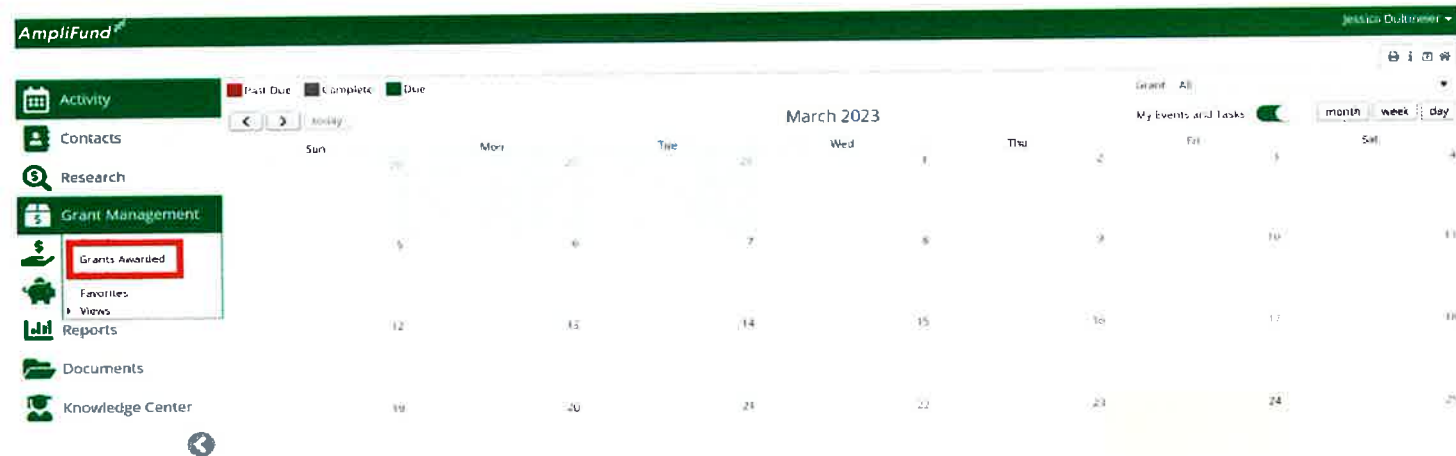 AmpliFund
Jessica Dultmeier
Activity
Contacts
Research
Grant Management
Grants Awarded
Favorites
Views
Reports
Documents
Knowledge Center
Past Due Complete Due
Grant All
today
March 2023
My Events and Tasks
month week day
Sun Mon Tue Wed Thu Fri Sat
26 27 28 1 2 3 4
5 6 7 8 9 10 11
12 13 14 15 16 17 18
19 20 21 22 23 24 25